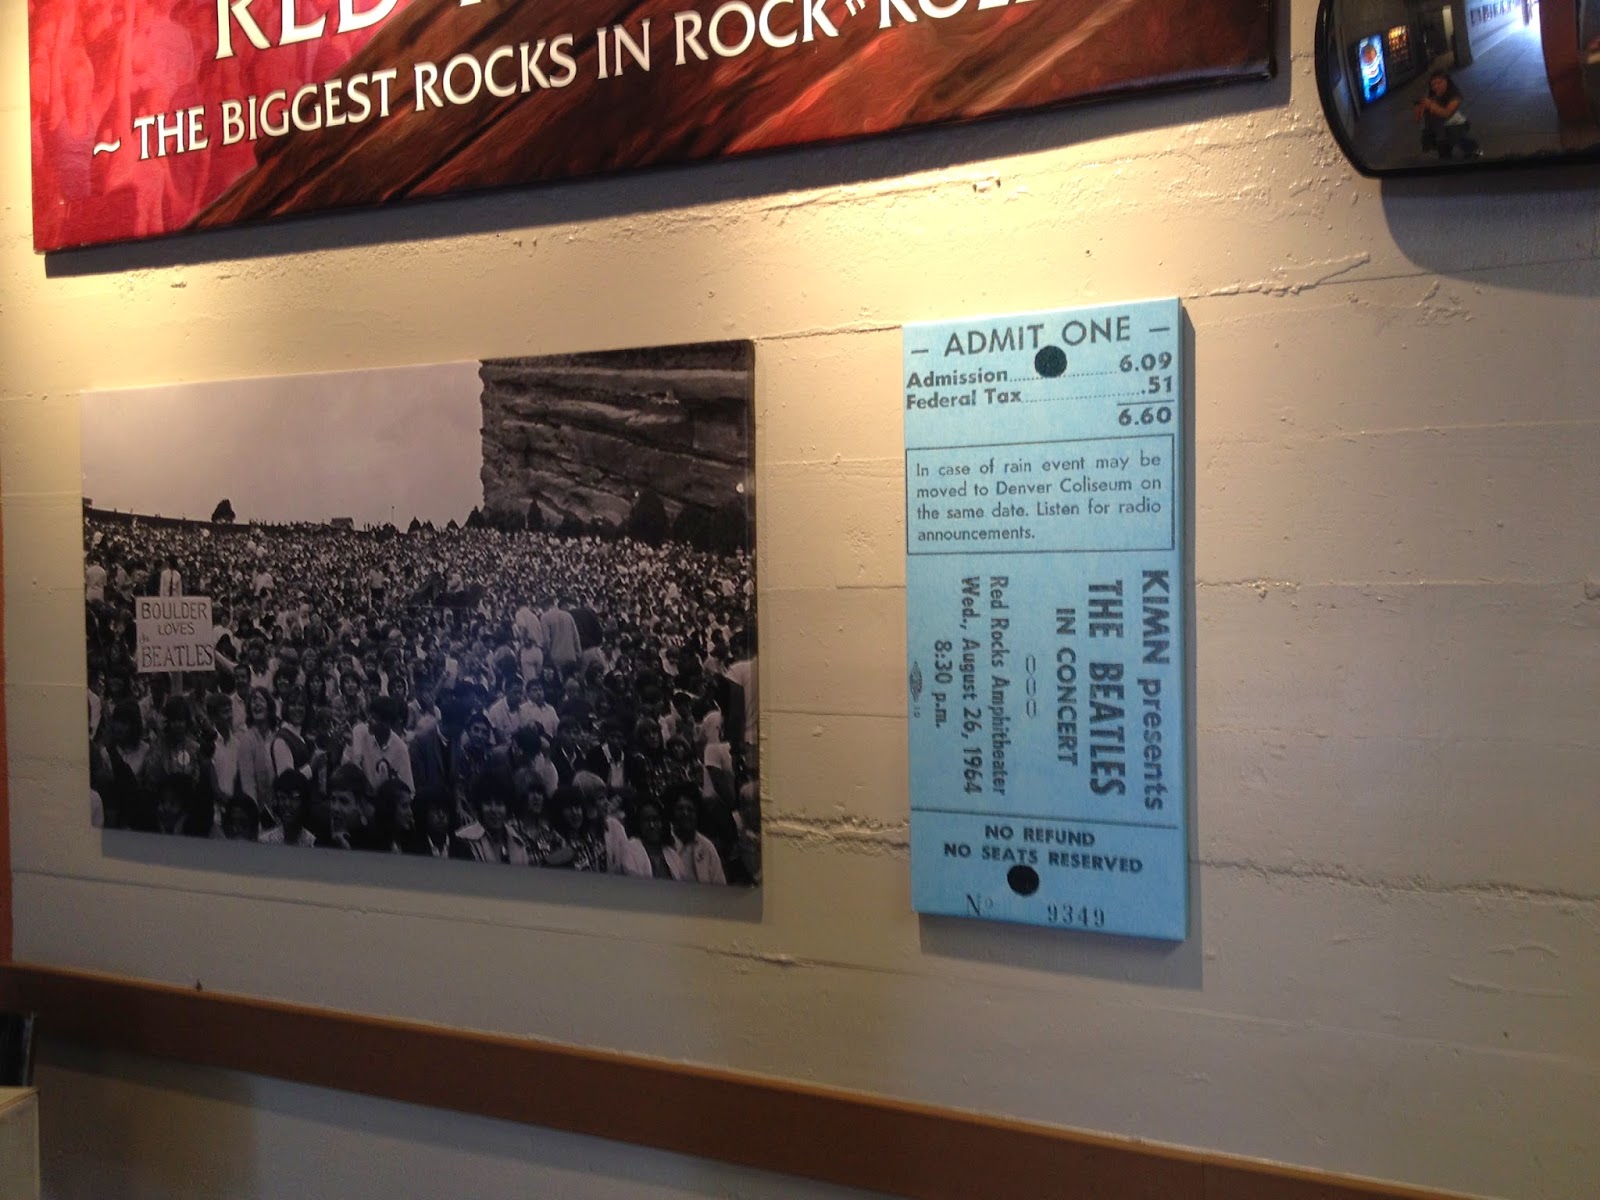 RED
~ THE BIGGEST ROCKS IN ROCK "
BOULDER
LOVES
the
BEATLES
– ADMIT ONE –
Admission 6.09
Federal Tax .51
6.60
In case of rain event may be
moved to Denver Coliseum on
the same date. Listen for radio
announcements.
KIMN presents
THE BEATLES
IN CONCERT
Red Rocks Amphitheater
Wed., August 26, 1964
8:30 p.m.
NO REFUND
NO SEATS RESERVED
Nº 9349